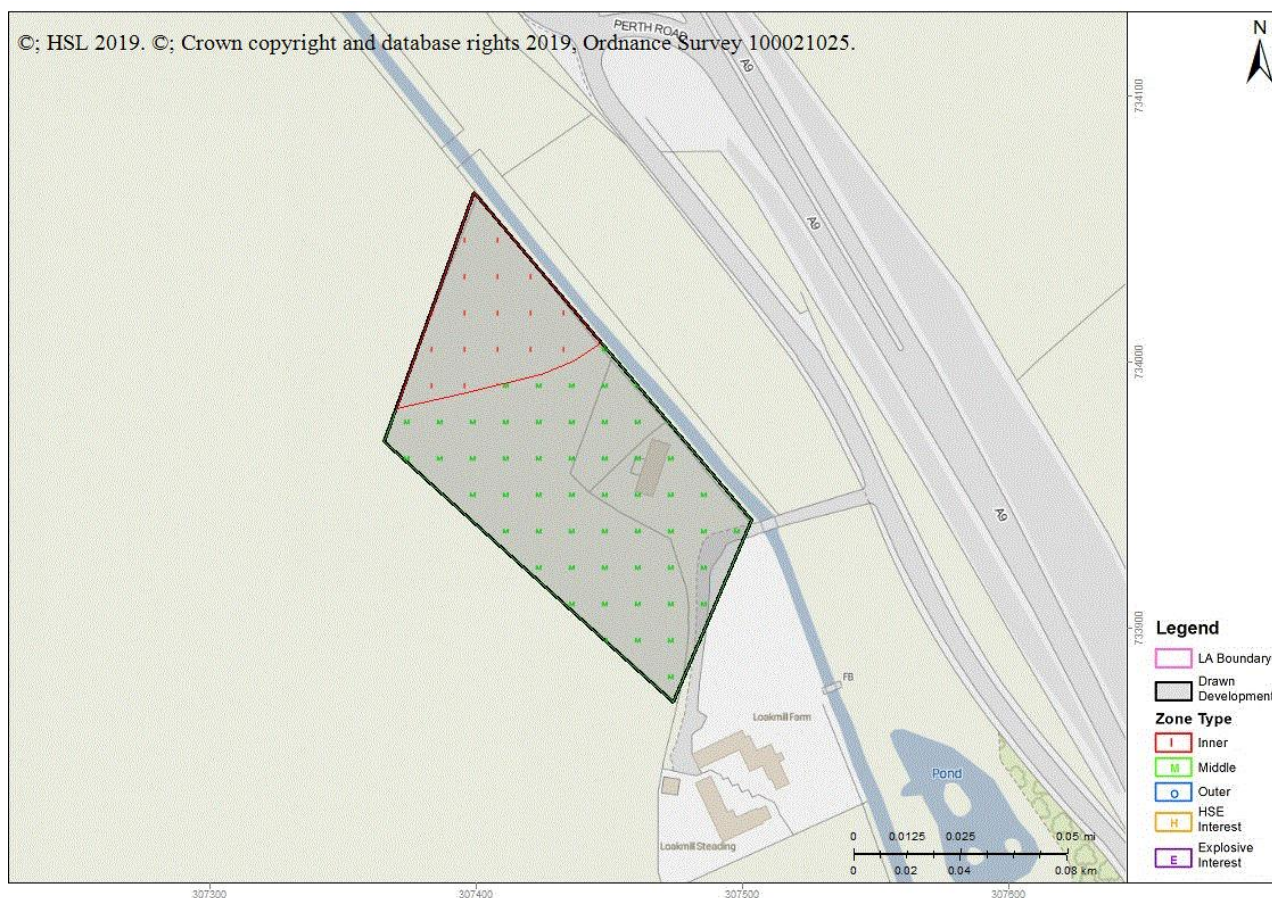 ©; HSL 2019. ©; Crown copyright and database rights 2019, Ordnance Survey 100021025.
PERTH ROAD
A9
A9
A9
N
734100
734000
733900
FB
Loakmill Farm
Pond
Loakmill Steading
0 0.0125 0.025 0.05 mi
0 0.02 0.04 0.08 km
307300 307400 307500 307600
Legend
LA Boundary
Drawn
Development
Zone Type
I Inner
M Middle
O Outer
H HSE
Interest
E Explosive
Interest
I I
I I I
I I I I
I I I I I
I I